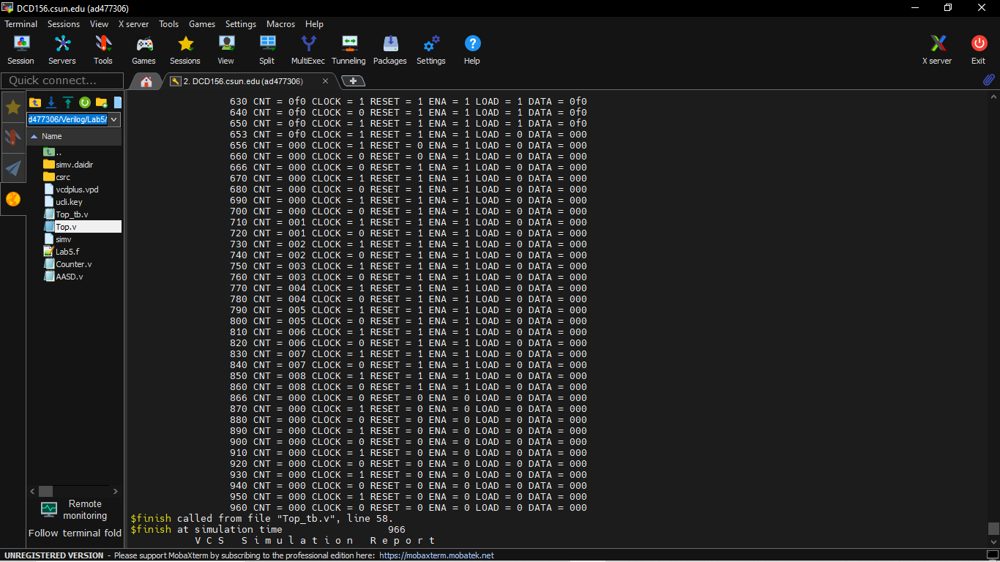 DCD156.csun.edu (ad477306)
Terminal Sessions View X server Tools Games Settings Macros Help
Session Servers Tools Games Sessions View Split MultiExec Tunneling Packages Settings Help X server Exit
Quick connect...
2. DCD156.csun.edu (ad477306)
d477306/Verilog/Lab5/
Name
..
simv.daidir
csrc
vcdplus.vpd
ucli.key
Top_tb.v
Top.v
simv
Lab5.f
Counter.v
AASD.v
Remote
monitoring
Follow terminal fold
630 CNT = 0f0 CLOCK = 1 RESET = 1 ENA = 1 LOAD = 1 DATA = 0f0
640 CNT = 0f0 CLOCK = 0 RESET = 1 ENA = 1 LOAD = 1 DATA = 0f0
650 CNT = 0f0 CLOCK = 1 RESET = 1 ENA = 1 LOAD = 1 DATA = 0f0
653 CNT = 0f0 CLOCK = 1 RESET = 1 ENA = 1 LOAD = 0 DATA = 000
656 CNT = 000 CLOCK = 1 RESET = 0 ENA = 1 LOAD = 0 DATA = 000
660 CNT = 000 CLOCK = 0 RESET = 0 ENA = 1 LOAD = 0 DATA = 000
666 CNT = 000 CLOCK = 0 RESET = 1 ENA = 1 LOAD = 0 DATA = 000
670 CNT = 000 CLOCK = 1 RESET = 1 ENA = 1 LOAD = 0 DATA = 000
680 CNT = 000 CLOCK = 0 RESET = 1 ENA = 1 LOAD = 0 DATA = 000
690 CNT = 000 CLOCK = 1 RESET = 1 ENA = 1 LOAD = 0 DATA = 000
700 CNT = 000 CLOCK = 0 RESET = 1 ENA = 1 LOAD = 0 DATA = 000
710 CNT = 001 CLOCK = 1 RESET = 1 ENA = 1 LOAD = 0 DATA = 000
720 CNT = 001 CLOCK = 0 RESET = 1 ENA = 1 LOAD = 0 DATA = 000
730 CNT = 002 CLOCK = 1 RESET = 1 ENA = 1 LOAD = 0 DATA = 000
740 CNT = 002 CLOCK = 0 RESET = 1 ENA = 1 LOAD = 0 DATA = 000
750 CNT = 003 CLOCK = 1 RESET = 1 ENA = 1 LOAD = 0 DATA = 000
760 CNT = 003 CLOCK = 0 RESET = 1 ENA = 1 LOAD = 0 DATA = 000
770 CNT = 004 CLOCK = 1 RESET = 1 ENA = 1 LOAD = 0 DATA = 000
780 CNT = 004 CLOCK = 0 RESET = 1 ENA = 1 LOAD = 0 DATA = 000
790 CNT = 005 CLOCK = 1 RESET = 1 ENA = 1 LOAD = 0 DATA = 000
800 CNT = 005 CLOCK = 0 RESET = 1 ENA = 1 LOAD = 0 DATA = 000
810 CNT = 006 CLOCK = 1 RESET = 1 ENA = 1 LOAD = 0 DATA = 000
820 CNT = 006 CLOCK = 0 RESET = 1 ENA = 1 LOAD = 0 DATA = 000
830 CNT = 007 CLOCK = 1 RESET = 1 ENA = 1 LOAD = 0 DATA = 000
840 CNT = 007 CLOCK = 0 RESET = 1 ENA = 1 LOAD = 0 DATA = 000
850 CNT = 008 CLOCK = 1 RESET = 1 ENA = 1 LOAD = 0 DATA = 000
860 CNT = 008 CLOCK = 0 RESET = 1 ENA = 1 LOAD = 0 DATA = 000
866 CNT = 000 CLOCK = 0 RESET = 0 ENA = 0 LOAD = 0 DATA = 000
870 CNT = 000 CLOCK = 1 RESET = 0 ENA = 0 LOAD = 0 DATA = 000
880 CNT = 000 CLOCK = 0 RESET = 0 ENA = 0 LOAD = 0 DATA = 000
890 CNT = 000 CLOCK = 1 RESET = 0 ENA = 0 LOAD = 0 DATA = 000
900 CNT = 000 CLOCK = 0 RESET = 0 ENA = 0 LOAD = 0 DATA = 000
910 CNT = 000 CLOCK = 1 RESET = 0 ENA = 0 LOAD = 0 DATA = 000
920 CNT = 000 CLOCK = 0 RESET = 0 ENA = 0 LOAD = 0 DATA = 000
930 CNT = 000 CLOCK = 1 RESET = 0 ENA = 0 LOAD = 0 DATA = 000
940 CNT = 000 CLOCK = 0 RESET = 0 ENA = 0 LOAD = 0 DATA = 000
950 CNT = 000 CLOCK = 1 RESET = 0 ENA = 0 LOAD = 0 DATA = 000
960 CNT = 000 CLOCK = 0 RESET = 0 ENA = 0 LOAD = 0 DATA = 000
$finish called from file "Top_tb.v", line 58.
$finish at simulation time 966
V C S S i m u l a t i o n R e p o r t
UNREGISTERED VERSION - Please support MobaXterm by subscribing to the professional edition here: https://mobaxterm.mobatek.net